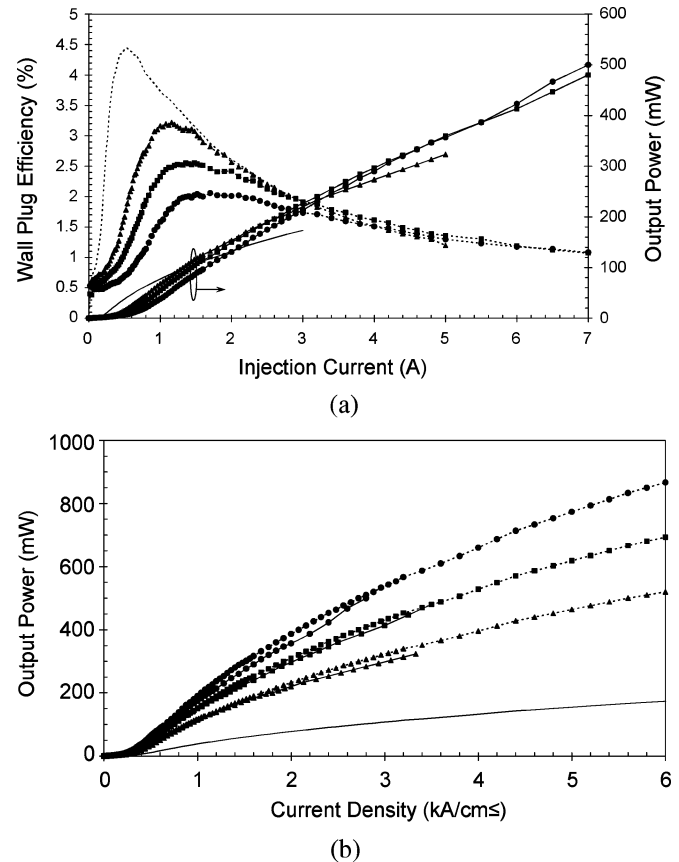 5
4.5
4
3.5
3
2.5
2
1.5
1
0.5
0
Wall Plug Efficiency (%)
600
500
400
300
200
100
0
Output Power (mW)
0 1 2 3 4 5 6 7
Injection Current (A)
(a)
1000
800
600
400
200
0
Output Power (mW)
0 1 2 3 4 5 6
Current Density (kA/cm≤)
(b)